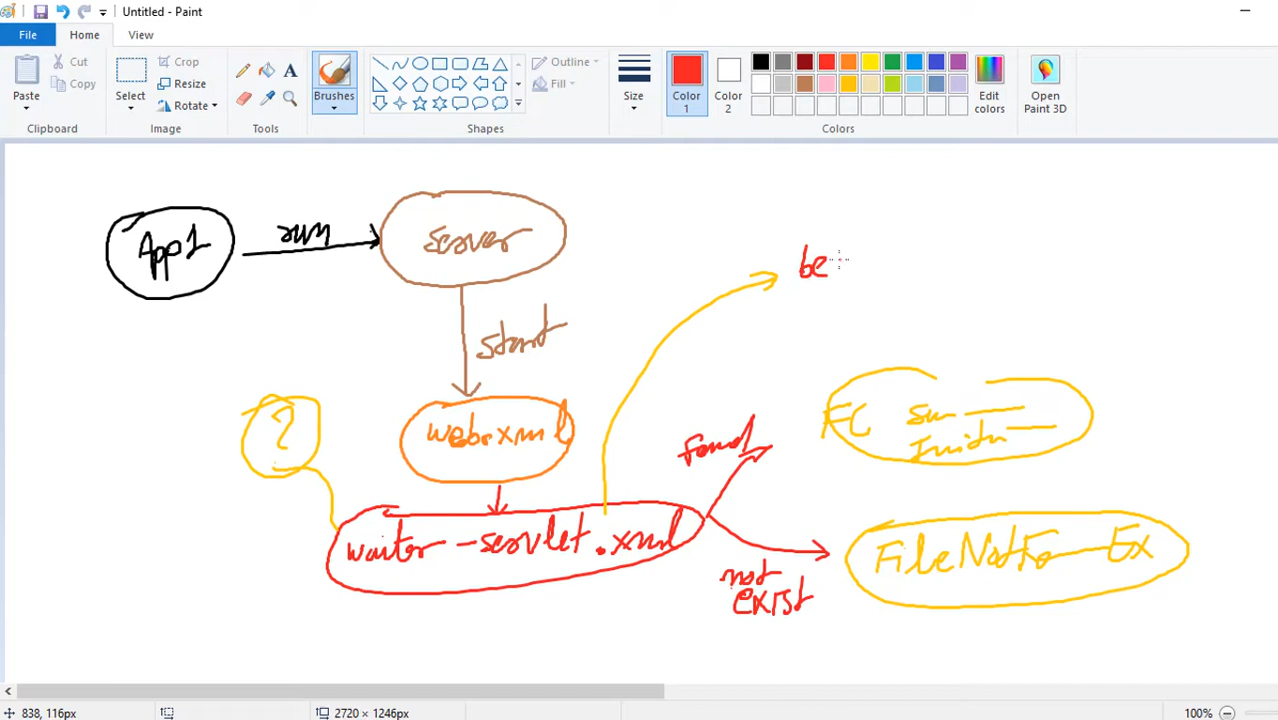 Untitled - Paint
File
Home
View
Paste
Cut
Copy
Clipboard
Select
Crop
Resize
Rotate
Image
Tools
Brushes
Shapes
Outline
Fill
Size
Color
1
Color
2
Edit
colors
Colors
Open
Paint 3D
App1
run
server
start
be
2
web.xml
found
FC
waiter-servlet.xml
not
exist
838, 116px
2720 × 1246px
100%